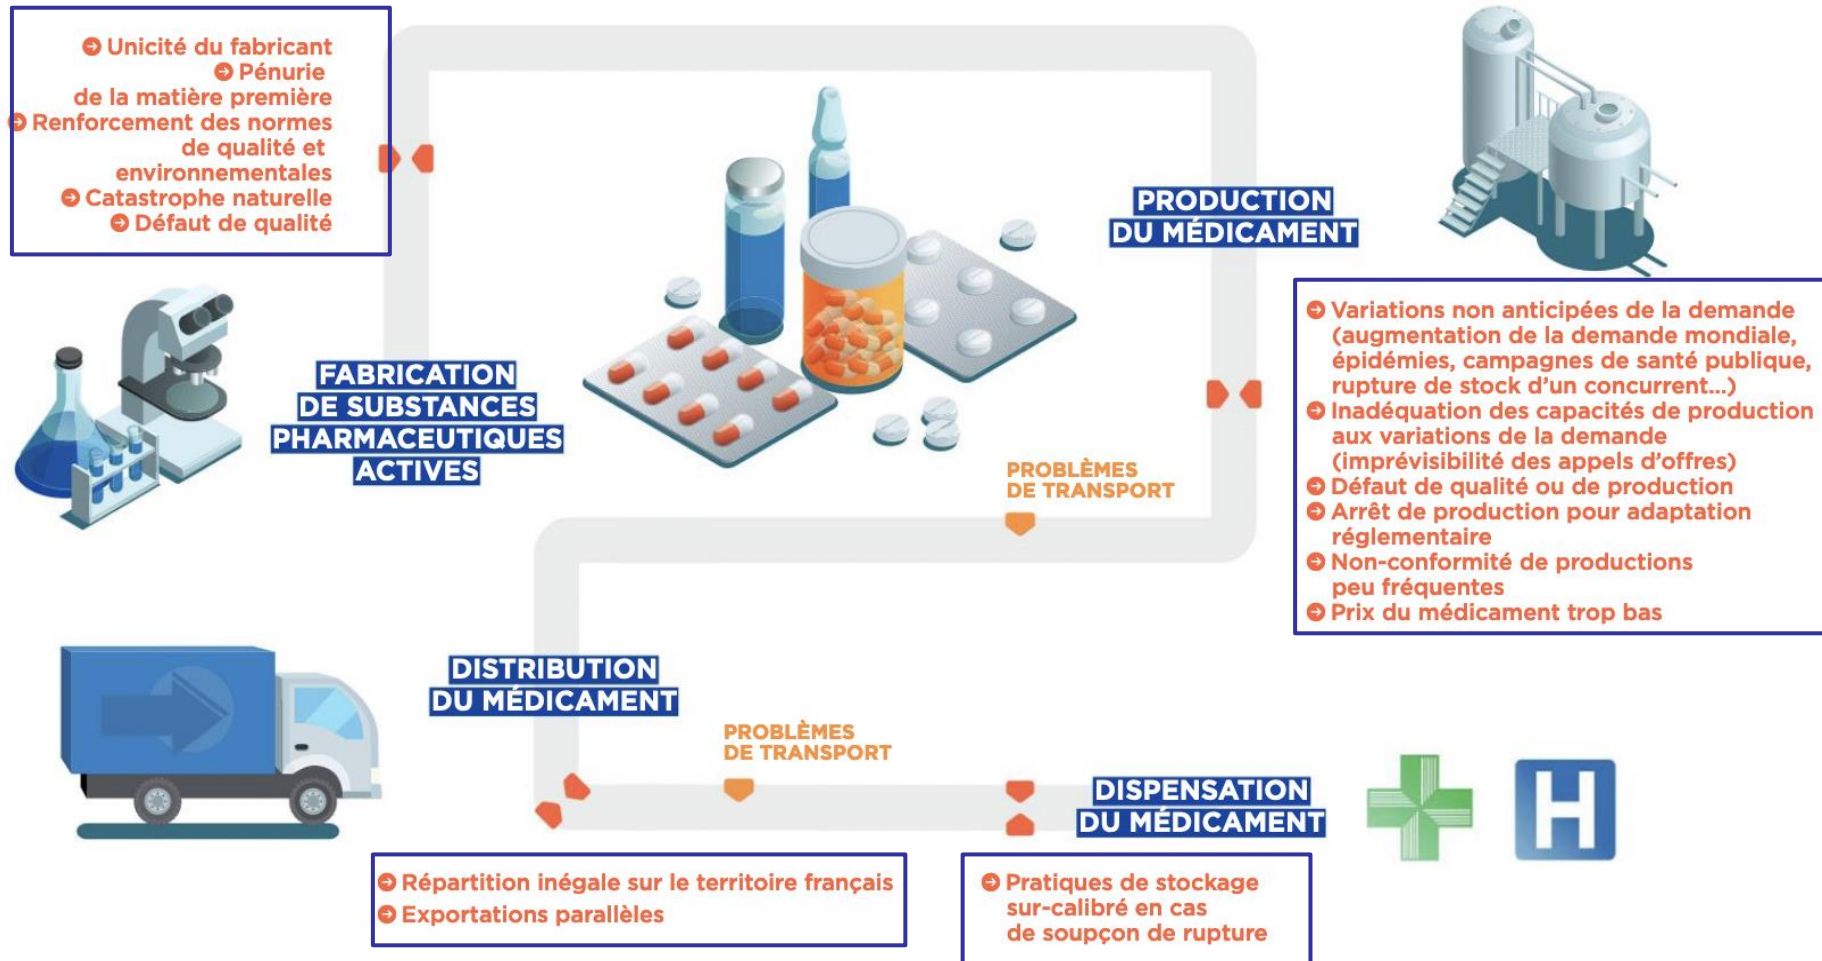 ➔ Unicité du fabricant
➔ Pénurie
de la matière première
➔ Renforcement des normes
de qualité et
environnementales
➔ Catastrophe naturelle
➔ Défaut de qualité
FABRICATION
DE SUBSTANCES
PHARMACEUTIQUES
ACTIVES
PRODUCTION
DU MÉDICAMENT
➔ Variations non anticipées de la demande
(augmentation de la demande mondiale,
épidémies, campagnes de santé publique,
rupture de stock d’un concurrent...)
➔ Inadéquation des capacités de production
aux variations de la demande
(imprévisibilité des appels d’offres)
➔ Défaut de qualité ou de production
➔ Arrêt de production pour adaptation
réglementaire
➔ Non-conformité de productions
peu fréquentes
➔ Prix du médicament trop bas
PROBLÈMES
DE TRANSPORT
DISTRIBUTION
DU MÉDICAMENT
➔ Répartition inégale sur le territoire français
➔ Exportations parallèles
PROBLÈMES
DE TRANSPORT
DISPENSATION
DU MÉDICAMENT
➔ Pratiques de stockage
sur-calibré en cas
de soupçon de rupture
H